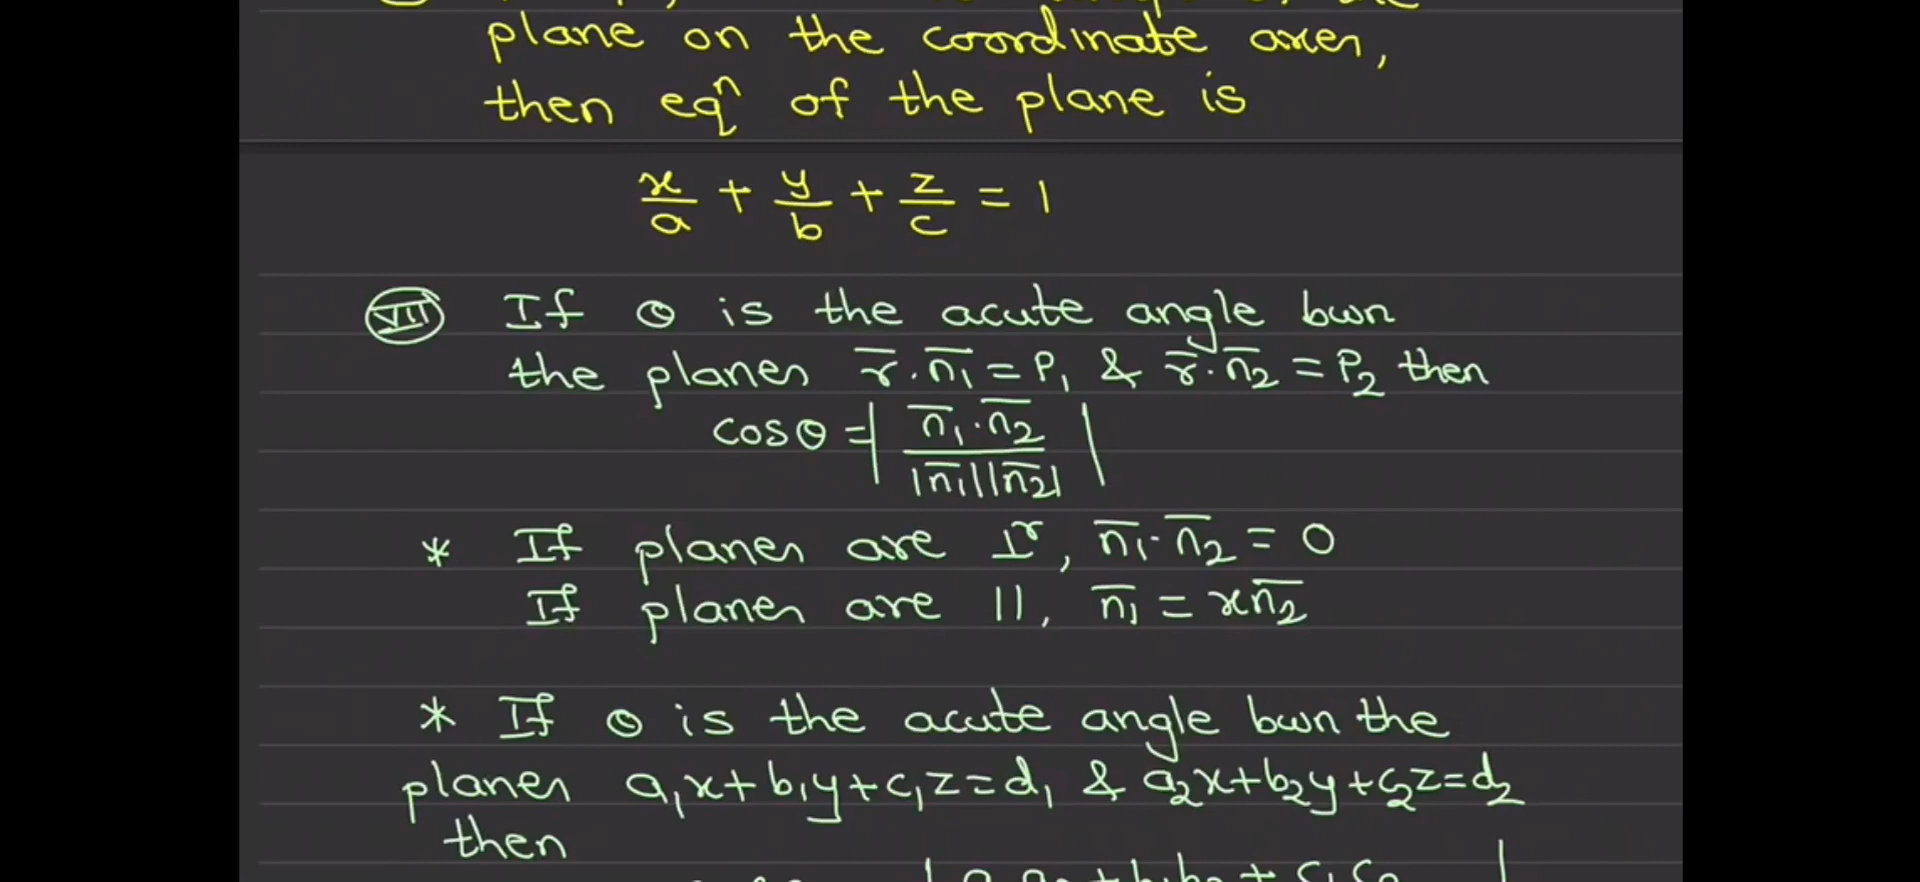 plane on the coordinate axes,
then eqⁿ of the plane is
x/a + y/b + z/c = 1
VII If θ is the acute angle bwn
the planes r̅.n̅₁ = P₁ & r̅.n̅₂ = P₂ then
cosθ = | n̅₁.n̅₂ / |n̅₁||n̅₂| |
* If planes are ⊥ʳ, n̅₁.n̅₂ = 0
If planes are ||, n̅₁ = xn̅₂
* If θ is the acute angle bwn the
planes a₁x+b₁y+c₁z=d₁ & a₂x+b₂y+c₂z=d₂
then